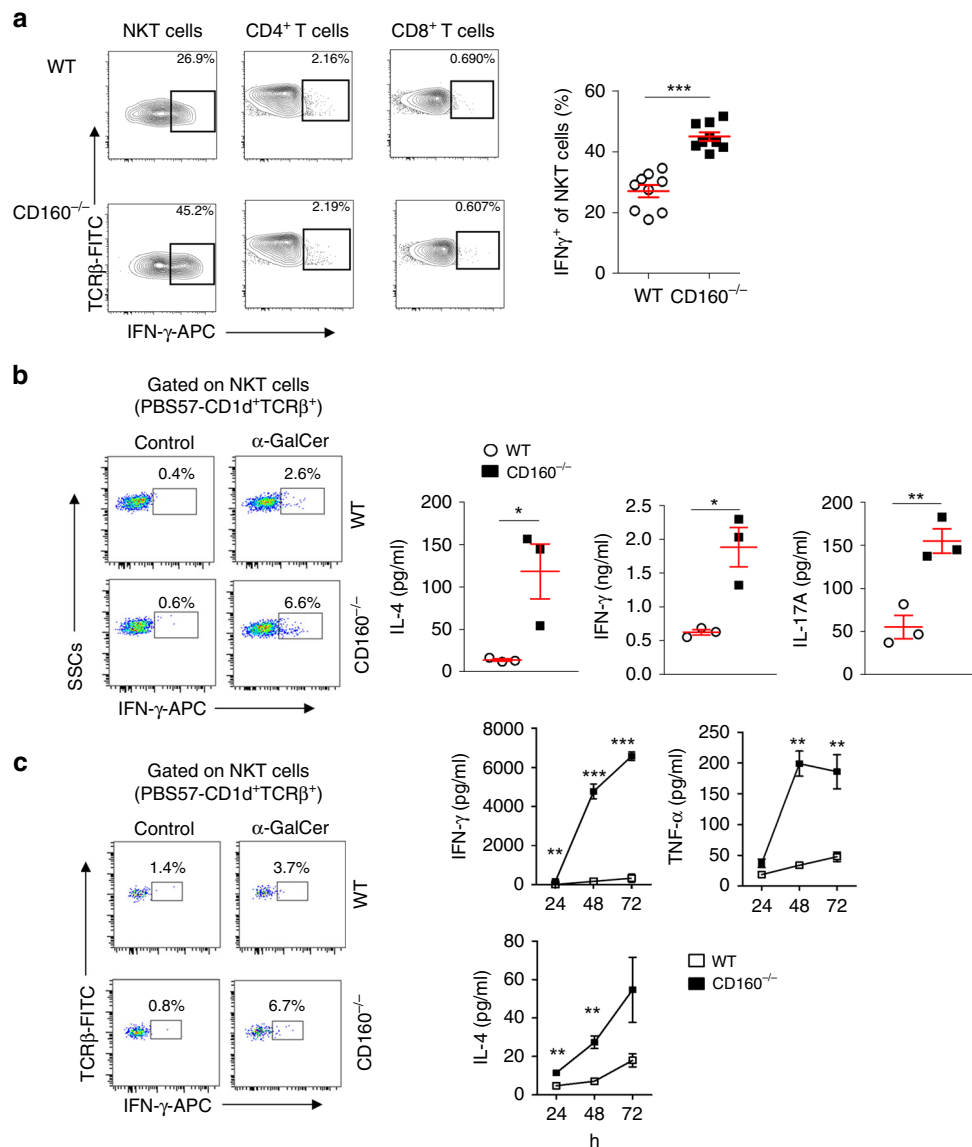 a
NKT cells
CD4⁺ T cells
CD8⁺ T cells
WT
26.9%
2.16%
0.690%
CD160⁻/⁻
45.2%
2.19%
0.607%
TCRβ-FITC
IFN-γ-APC
IFNγ⁺ of NKT cells (%)
60
40
20
0
***
WT
CD160⁻/⁻
b
Gated on NKT cells
(PBS57-CD1d⁺TCRβ⁺)
Control
α-GalCer
0.4%
2.6%
WT
0.6%
6.6%
CD160⁻/⁻
SSCs
IFN-γ-APC
WT
CD160⁻/⁻
IL-4 (pg/ml)
200
150
100
50
0
*
IFN-γ (ng/ml)
2.5
2.0
1.5
1.0
0.5
0.0
*
IL-17A (pg/ml)
200
150
100
50
0
**
c
Gated on NKT cells
(PBS57-CD1d⁺TCRβ⁺)
Control
α-GalCer
1.4%
3.7%
WT
0.8%
6.7%
CD160⁻/⁻
TCRβ-FITC
IFN-γ-APC
IFN-γ (pg/ml)
8000
6000
4000
2000
0
**
***
***
24
48
72
TNF-α (pg/ml)
250
200
150
100
50
0
**
**
24
48
72
IL-4 (pg/ml)
80
60
40
20
0
**
**
24
48
72
h
WT
CD160⁻/⁻